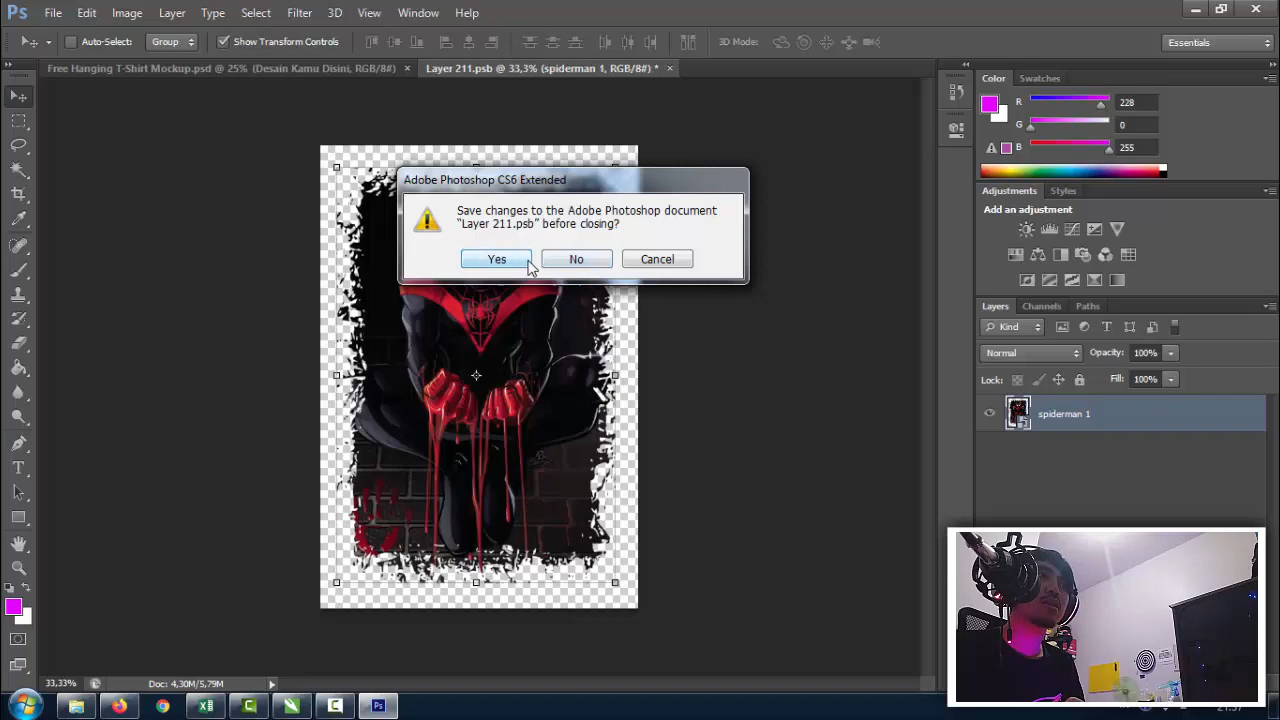 Ps File Edit Image Layer Type Select Filter 3D View Window Help
Auto-Select: Group Show Transform Controls 3D Mode: Essentials
Free Hanging T-Shirt Mockup.psd @ 25% (Desain Kamu Disini, RGB/8#) × Layer 211.psb @ 33,3% (spiderman 1, RGB/8#) * ×
Color Swatches
R 228
G 0
B 255
Adobe Photoshop CS6 Extended
Save changes to the Adobe Photoshop document
“Layer 211.psb” before closing?
Yes No Cancel
Adjustments Styles
Add an adjustment
Layers Channels Paths
Kind
Normal Opacity: 100%
Lock: Fill: 100%
spiderman 1
33,33% Doc: 4,30M/5,79M
Ps